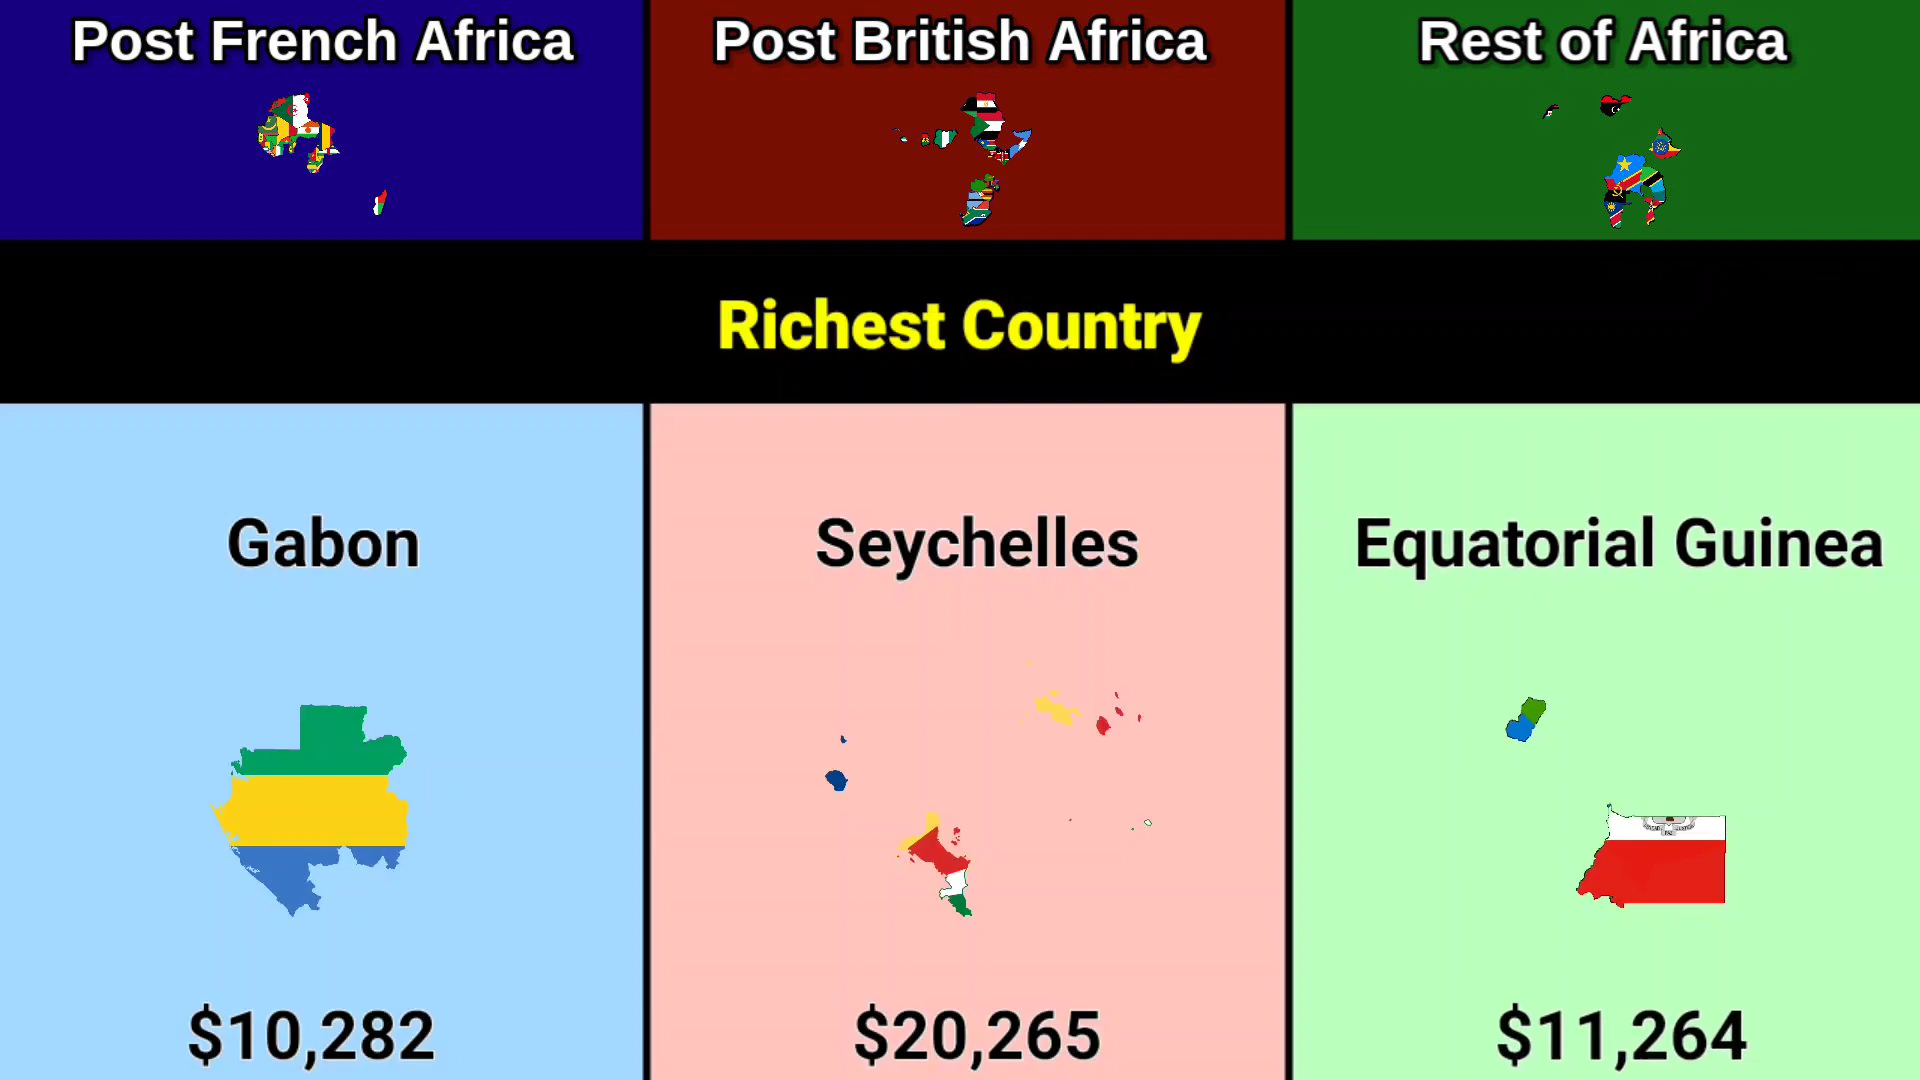 Post French Africa
Post British Africa
Rest of Africa
Richest Country
Gabon
Seychelles
Equatorial Guinea
$10,282
$20,265
$11,264